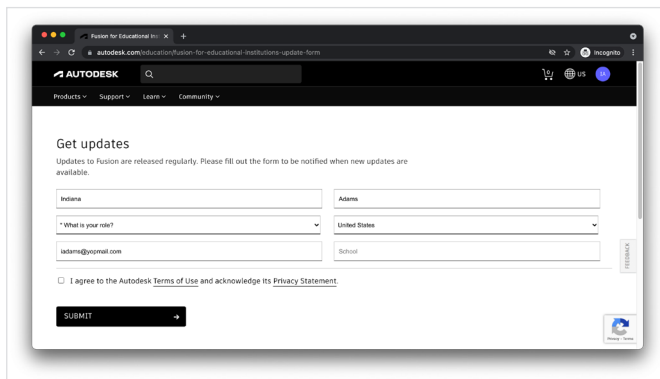 Fusion for Educational Inst
autodesk.com/education/fusion-for-educational-institutions-update-form
Incognito
AUTODESK
0
US
IA
Products
Support
Learn
Community
Get updates
Updates to Fusion are released regularly. Please fill out the form to be notified when new updates are
available.
Indiana
Adams
* What is your role?
United States
iadams@yopmail.com
School
FEEDBACK
I agree to the Autodesk Terms of Use and acknowledge its Privacy Statement.
SUBMIT
Privacy - Terms